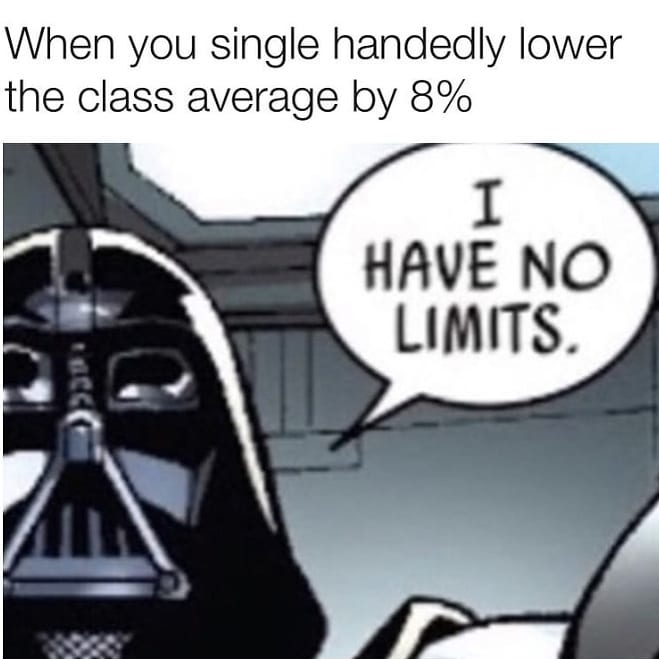 When you single handedly lower
the class average by 8%
I
HAVE NO
LIMITS.